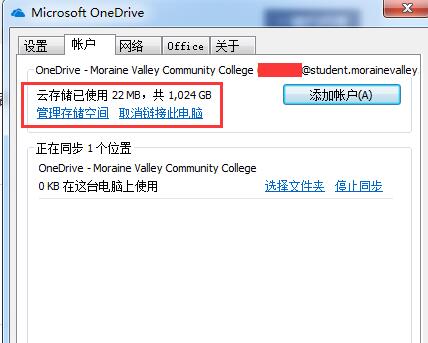 Microsoft OneDrive
设置 帐户 网络 Office 关于
OneDrive - Moraine Valley Community College @student.morainevalley
云存储已使用 22 MB，共 1,024 GB
添加帐户(A)
管理存储空间 取消链接此电脑
正在同步 1 个位置
OneDrive - Moraine Valley Community College
0 KB 在这台电脑上使用 选择文件夹 停止同步